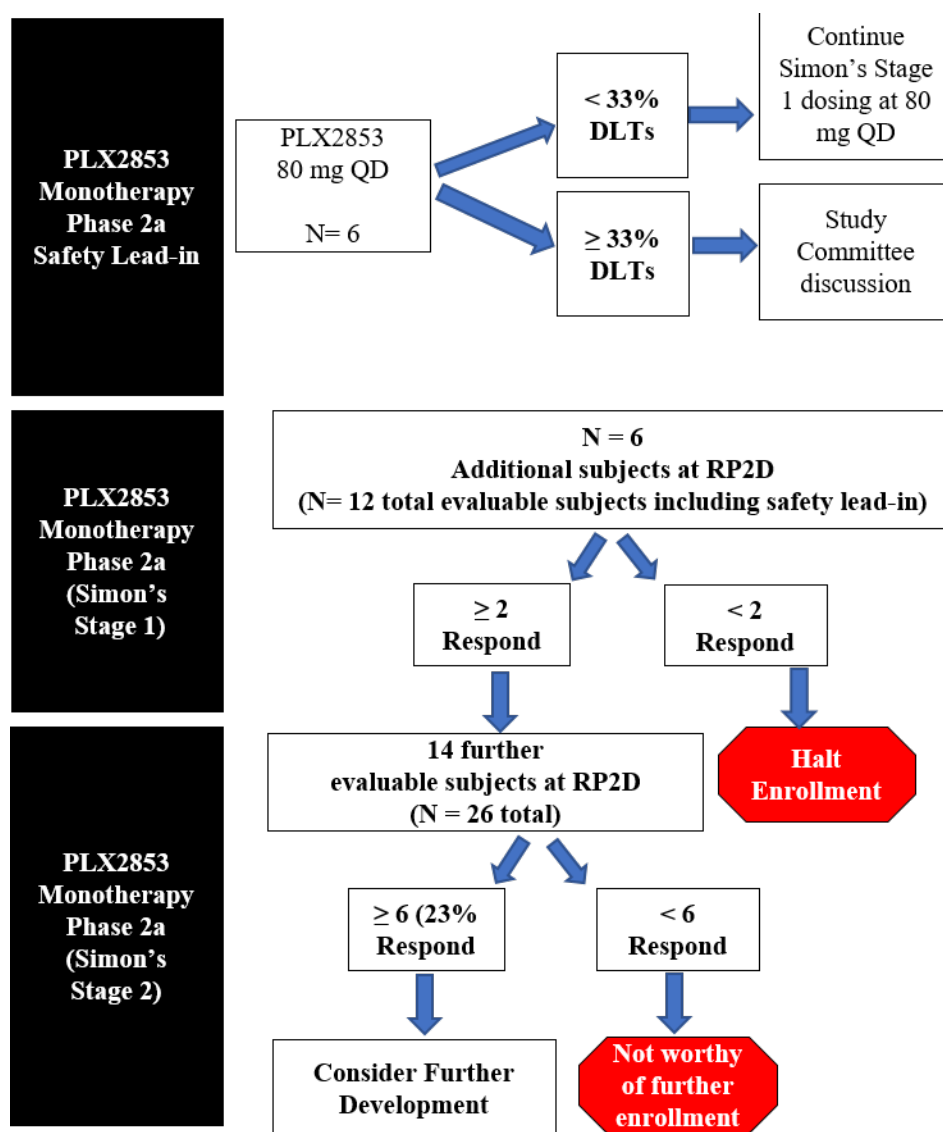 PLX2853
Monotherapy
Phase 2a
Safety Lead-in
PLX2853
80 mg QD
N= 6
< 33%
DLTs
Continue
Simon’s Stage
1 dosing at 80
mg QD
≥ 33%
DLTs
Study
Committee
discussion
PLX2853
Monotherapy
Phase 2a
(Simon’s
Stage 1)
N = 6
Additional subjects at RP2D
(N= 12 total evaluable subjects including safety lead-in)
≥ 2
Respond
< 2
Respond
Halt
Enrollment
PLX2853
Monotherapy
Phase 2a
(Simon’s
Stage 2)
14 further
evaluable subjects at RP2D
(N = 26 total)
≥ 6 (23%
Respond
< 6
Respond
Consider Further
Development
Not worthy
of further
enrollment